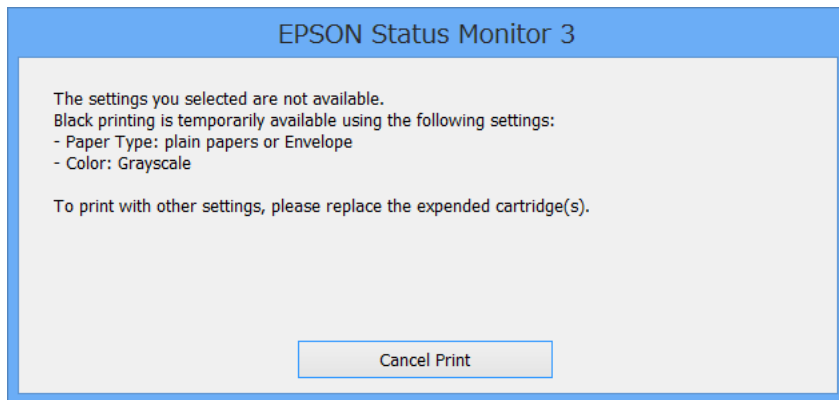 EPSON Status Monitor 3
The settings you selected are not available.
Black printing is temporarily available using the following settings:
- Paper Type: plain papers or Envelope
- Color: Grayscale
To print with other settings, please replace the expended cartridge(s).
Cancel Print